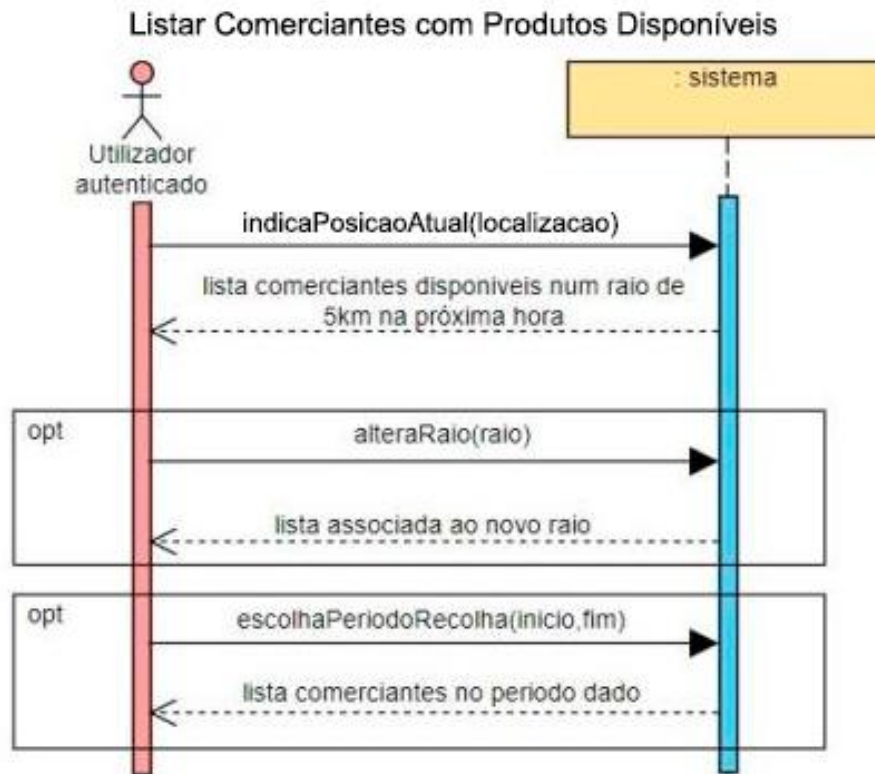 Listar Comerciantes com Produtos Disponíveis
: sistema
Utilizador
autenticado
indicaPosicaoAtual(localizacao)
lista comerciantes disponiveis num raio de
5km na próxima hora
opt
alteraRaio(raio)
lista associada ao novo raio
opt
escolhaPeriodoRecolha(inicio,fim)
lista comerciantes no periodo dado